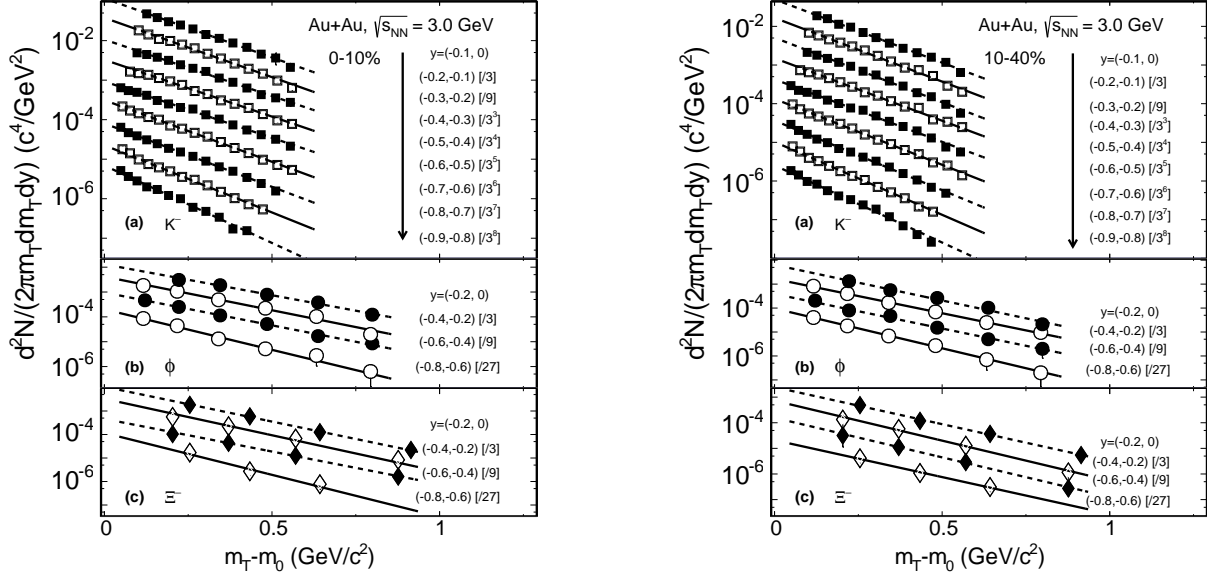 Au+Au, √s_NN = 3.0 GeV
0-10%
d²N/(2πm_T dm_T dy) (c⁴/GeV²)
10⁻²
10⁻⁴
10⁻⁶
y=(-0.1, 0)
(-0.2,-0.1) [/3]
(-0.3,-0.2) [/9]
(-0.4,-0.3) [/3³]
(-0.5,-0.4) [/3⁴]
(-0.6,-0.5) [/3⁵]
(-0.7,-0.6) [/3⁶]
(-0.8,-0.7) [/3⁷]
(-0.9,-0.8) [/3⁸]
(a) K⁻
10⁻⁴
10⁻⁶
y=(-0.2, 0)
(-0.4,-0.2) [/3]
(-0.6,-0.4) [/9]
(-0.8,-0.6) [/27]
(b) ϕ
10⁻⁴
10⁻⁶
y=(-0.2, 0)
(-0.4,-0.2) [/3]
(-0.6,-0.4) [/9]
(-0.8,-0.6) [/27]
(c) Ξ⁻
0 0.5 1
m_T-m_0 (GeV/c²)
Au+Au, √s_NN = 3.0 GeV
10-40%
d²N/(2πm_T dm_T dy) (c⁴/GeV²)
10⁻²
10⁻⁴
10⁻⁶
y=(-0.1, 0)
(-0.2,-0.1) [/3]
(-0.3,-0.2) [/9]
(-0.4,-0.3) [/3³]
(-0.5,-0.4) [/3⁴]
(-0.6,-0.5) [/3⁵]
(-0.7,-0.6) [/3⁶]
(-0.8,-0.7) [/3⁷]
(-0.9,-0.8) [/3⁸]
(a) K⁻
10⁻⁴
10⁻⁶
y=(-0.2, 0)
(-0.4,-0.2) [/3]
(-0.6,-0.4) [/9]
(-0.8,-0.6) [/27]
(b) ϕ
10⁻⁴
10⁻⁶
y=(-0.2, 0)
(-0.4,-0.2) [/3]
(-0.6,-0.4) [/9]
(-0.8,-0.6) [/27]
(c) Ξ⁻
0 0.5 1
m_T-m_0 (GeV/c²)